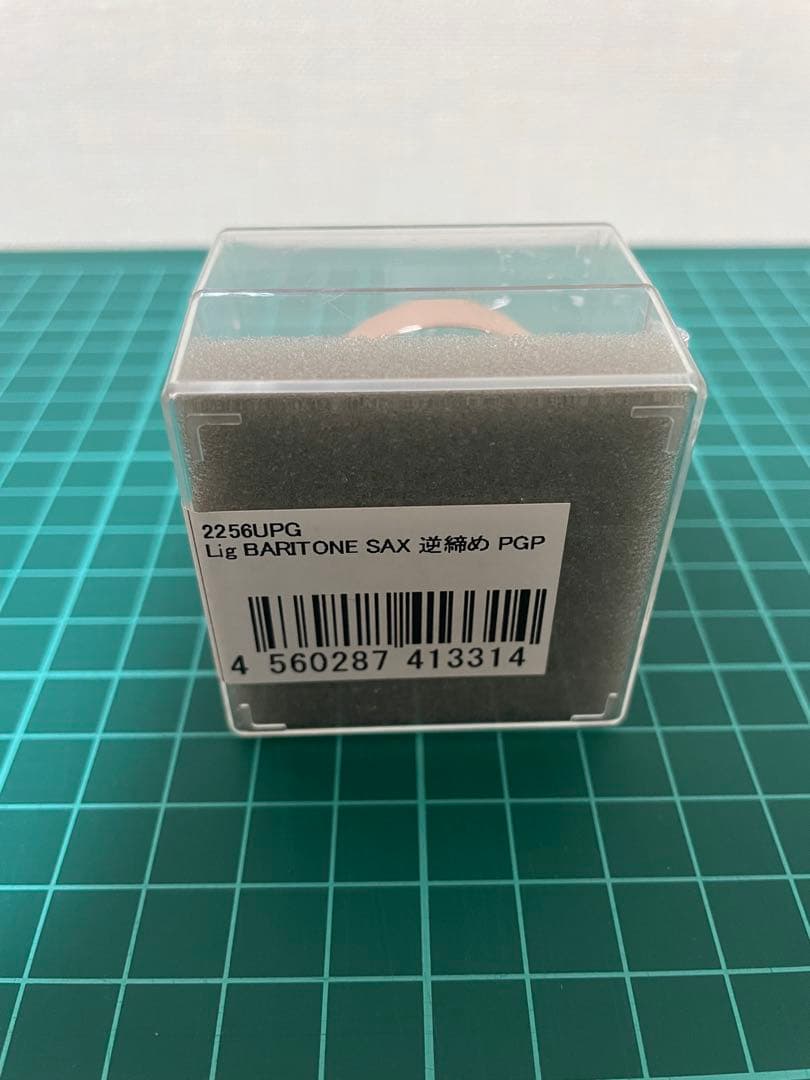 2256UPG
Lig BARITONE SAX 逆締め PGP
4 560287 413314